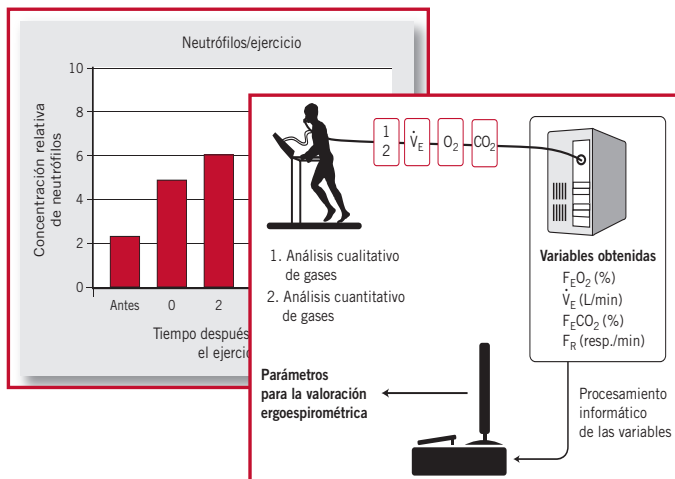 Neutrófilos/ejercicio
10
8
6
4
2
0
Concentración relativa
de neutrófilos
Antes
0
2
Tiempo después
el ejercic
1
2
V̇E
O₂
CO₂
1. Análisis cualitativo
de gases
2. Análisis cuantitativo
de gases
Variables obtenidas
FEO₂ (%)
V̇E (L/min)
FECO₂ (%)
FR (resp./min)
Parámetros
para la valoración
ergoespirométrica
Procesamiento
informático
de las variables